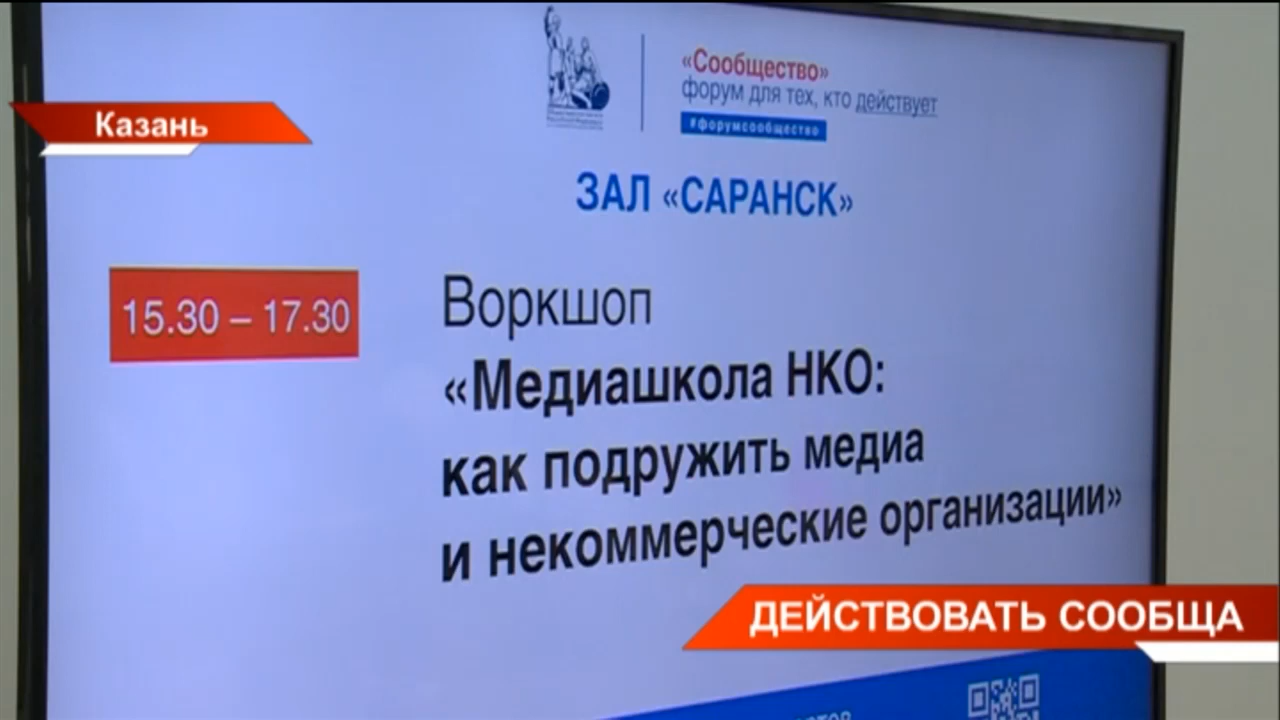 «Сообщество»
форум для тех, кто действует
#форумсообщество
Казань
ЗАЛ «САРАНСК»
15.30 – 17.30
Воркшоп
«Медиашкола НКО:
как подружить медиа
и некоммерческие организации»
ДЕЙСТВОВАТЬ СООБЩА